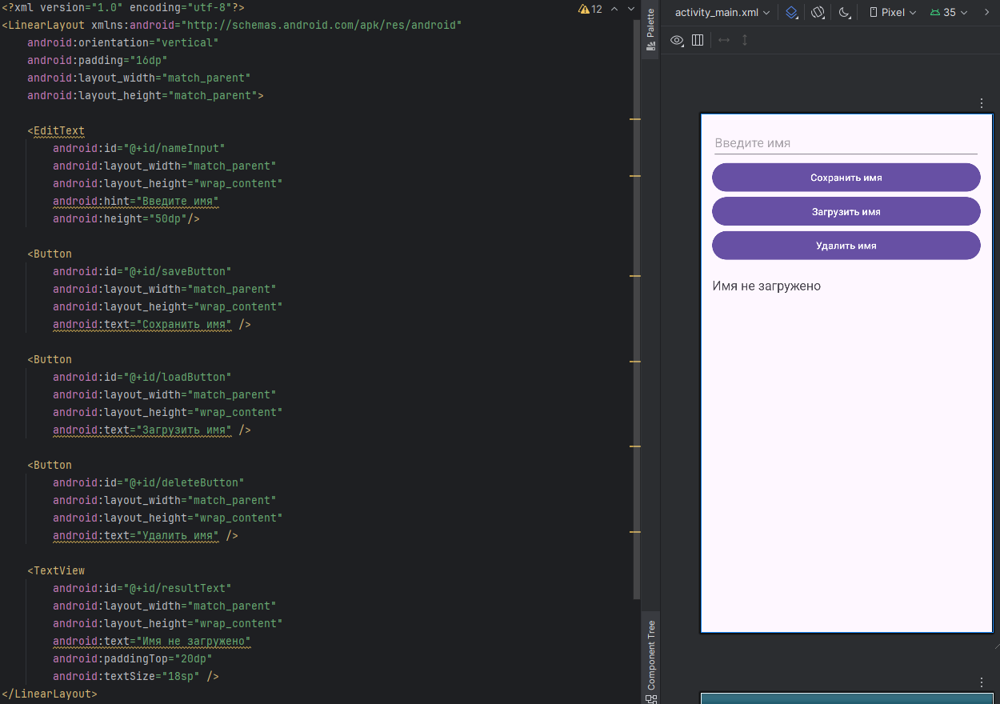 <?xml version="1.0" encoding="utf-8"?>
<LinearLayout xmlns:android="http://schemas.android.com/apk/res/android"
    android:orientation="vertical"
    android:padding="16dp"
    android:layout_width="match_parent"
    android:layout_height="match_parent">

    <EditText
        android:id="@+id/nameInput"
        android:layout_width="match_parent"
        android:layout_height="wrap_content"
        android:hint="Введите имя"
        android:height="50dp"/>

    <Button
        android:id="@+id/saveButton"
        android:layout_width="match_parent"
        android:layout_height="wrap_content"
        android:text="Сохранить имя" />

    <Button
        android:id="@+id/loadButton"
        android:layout_width="match_parent"
        android:layout_height="wrap_content"
        android:text="Загрузить имя" />

    <Button
        android:id="@+id/deleteButton"
        android:layout_width="match_parent"
        android:layout_height="wrap_content"
        android:text="Удалить имя" />

    <TextView
        android:id="@+id/resultText"
        android:layout_width="match_parent"
        android:layout_height="wrap_content"
        android:text="Имя не загружено"
        android:paddingTop="20dp"
        android:textSize="18sp" />
</LinearLayout>
12
Palette
Component Tree
activity_main.xml
Pixel
35
Введите имя
Сохранить имя
Загрузить имя
Удалить имя
Имя не загружено